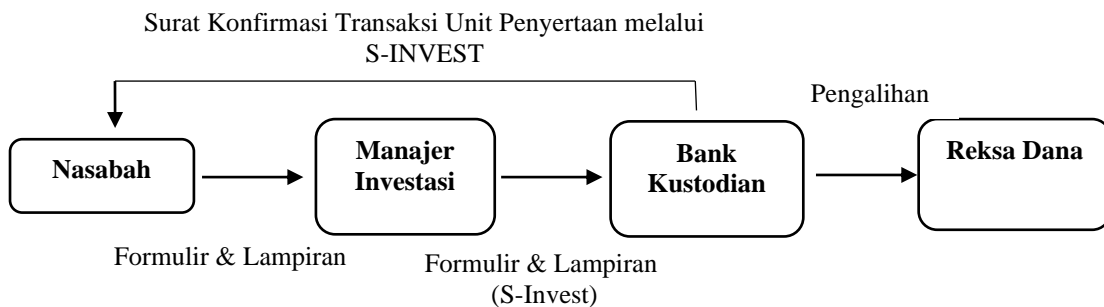 Surat Konfirmasi Transaksi Unit Penyertaan melalui
S-INVEST
Pengalihan
Nasabah
Manajer
Investasi
Bank
Kustodian
Reksa Dana
Formulir & Lampiran
Formulir & Lampiran
(S-Invest)